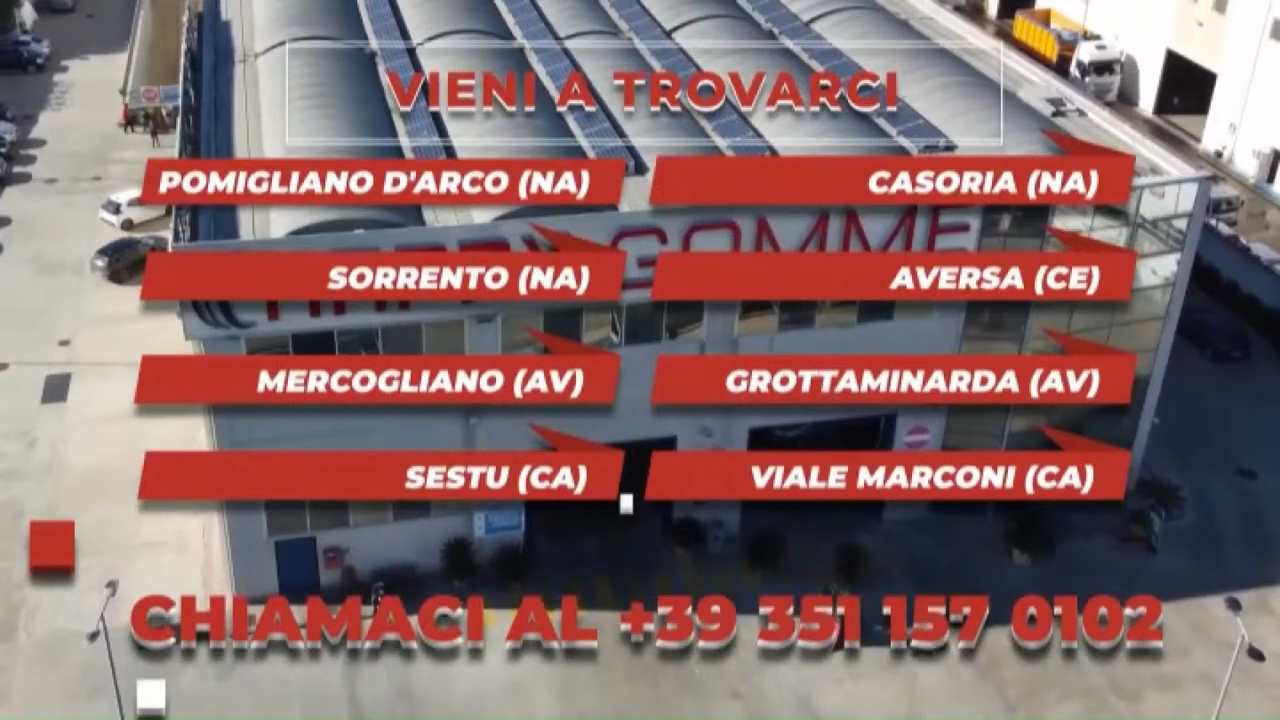 VIENI A TROVARCI
POMIGLIANO D'ARCO (NA)
CASORIA (NA)
GOMME
SORRENTO (NA)
AVERSA (CE)
MERCOGLIANO (AV)
GROTTAMINARDA (AV)
SESTU (CA)
VIALE MARCONI (CA)
CHIAMACI AL +39 351 157 0102